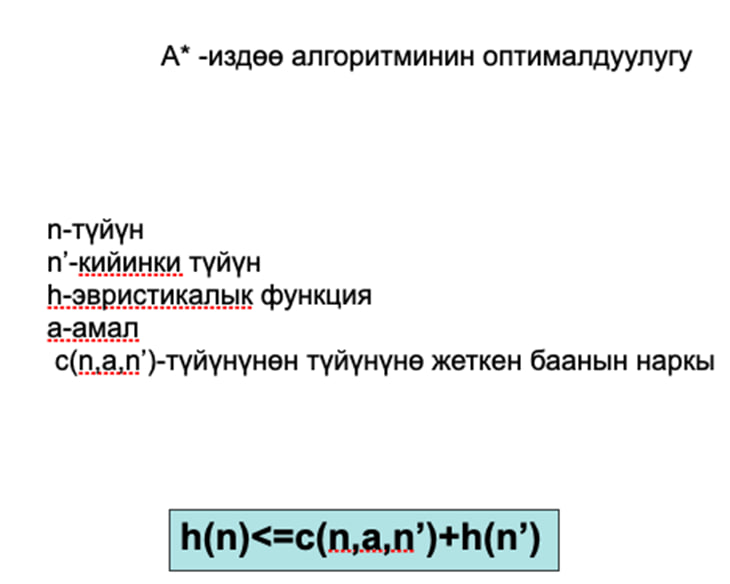 A* -издөө алгоритминин оптималдуулугу
n-түйүн
n’-кийинки түйүн
h-эвристикалык функция
a-амал
c(n,a,n’)-түйүнүнөн түйүнүнө жеткен баанын наркы
h(n)<=c(n,a,n’)+h(n’)